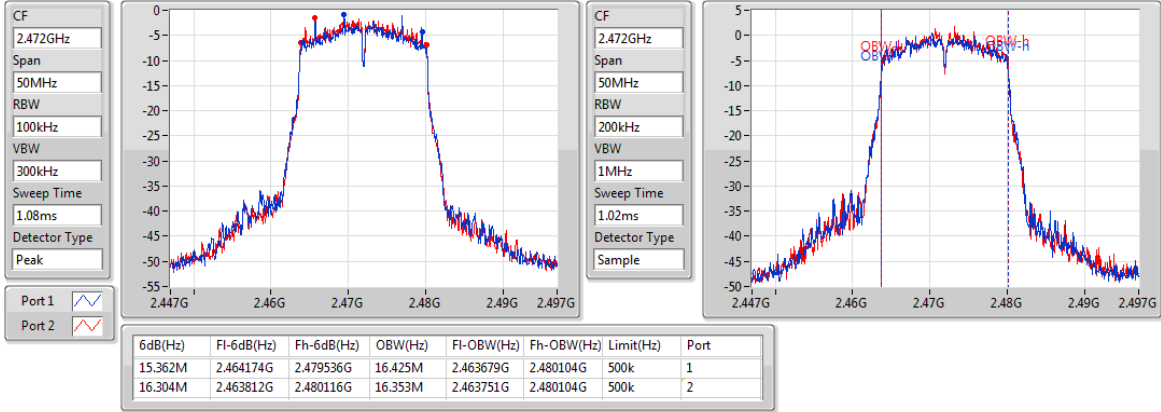 CF
2.472GHz
Span
50MHz
RBW
100kHz
VBW
300kHz
Sweep Time
1.08ms
Detector Type
Peak
Port 1
Port 2
0-
-5-
-10-
-15-
-20-
-25-
-30-
-35-
-40-
-45-
-50-
-55-
2.447G 2.46G 2.47G 2.48G 2.49G 2.497G
CF
2.472GHz
Span
50MHz
RBW
200kHz
VBW
1MHz
Sweep Time
1.02ms
Detector Type
Sample
5-
0-
-5-
-10-
-15-
-20-
-25-
-30-
-35-
-40-
-45-
-50-
OBW-h
OBW-h
2.447G 2.46G 2.47G 2.48G 2.49G 2.497G
6dB(Hz) Fl-6dB(Hz) Fh-6dB(Hz) OBW(Hz) Fl-OBW(Hz) Fh-OBW(Hz) Limit(Hz) Port
15.362M 2.464174G 2.479536G 16.425M 2.463679G 2.480104G 500k 1
16.304M 2.463812G 2.480116G 16.353M 2.463751G 2.480104G 500k 2